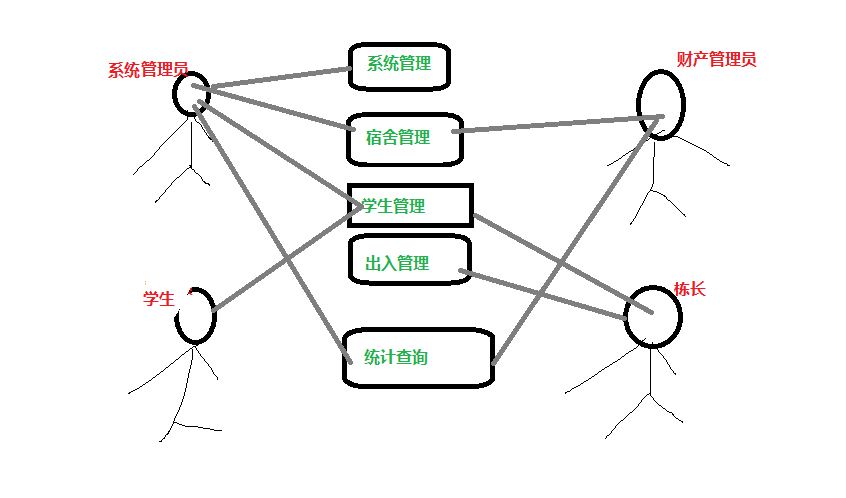 系统管理员
系统管理
财产管理员
宿舍管理
学生管理
出入管理
学生
栋长
统计查询